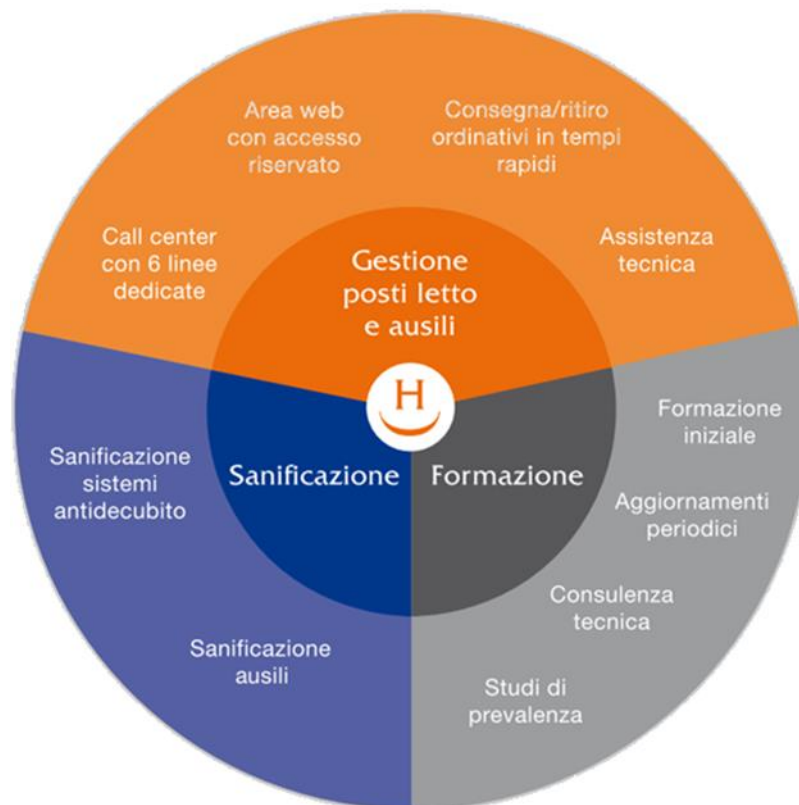 Area web
con accesso
riservato
Consegna/ritiro
ordinativi in tempi
rapidi
Call center
con 6 linee
dedicate
Assistenza
tecnica
Gestione
posti letto
e ausili
H
Sanificazione
Formazione
Sanificazione
sistemi
antidecubito
Sanificazione
ausili
Formazione
iniziale
Aggiornamenti
periodici
Consulenza
tecnica
Studi di
prevalenza